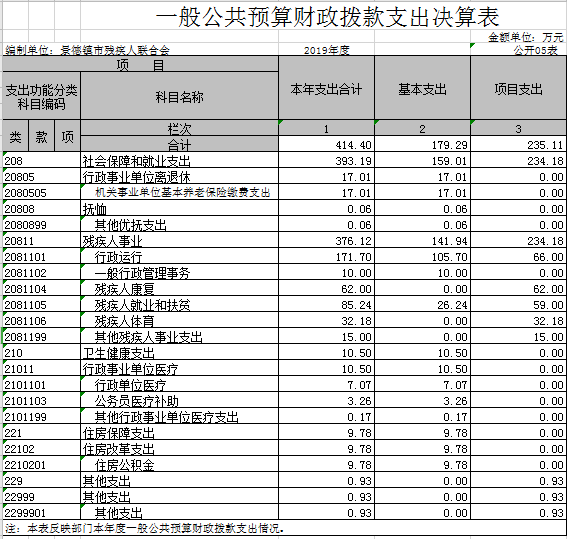 一般公共预算财政拨款支出决算表
金额单位：万元
编制单位：景德镇市残疾人联合会 2019年度 公开05表
项 目 本年支出合计 基本支出 项目支出
支出功能分类科目编码 科目名称
类 款 项 栏次 1 2 3
合计 414.40 179.29 235.11
208 社会保障和就业支出 393.19 159.01 234.18
20805 行政事业单位离退休 17.01 17.01 0.00
2080505 机关事业单位基本养老保险缴费支出 17.01 17.01 0.00
20808 抚恤 0.06 0.06 0.00
2080899 其他优抚支出 0.06 0.06 0.00
20811 残疾人事业 376.12 141.94 234.18
2081101 行政运行 171.70 105.70 66.00
2081102 一般行政管理事务 10.00 10.00 0.00
2081104 残疾人康复 62.00 0.00 62.00
2081105 残疾人就业和扶贫 85.24 26.24 59.00
2081106 残疾人体育 32.18 0.00 32.18
2081199 其他残疾人事业支出 15.00 0.00 15.00
210 卫生健康支出 10.50 10.50 0.00
21011 行政事业单位医疗 10.50 10.50 0.00
2101101 行政单位医疗 7.07 7.07 0.00
2101103 公务员医疗补助 3.26 3.26 0.00
2101199 其他行政事业单位医疗支出 0.17 0.17 0.00
221 住房保障支出 9.78 9.78 0.00
22102 住房改革支出 9.78 9.78 0.00
2210201 住房公积金 9.78 9.78 0.00
229 其他支出 0.93 0.00 0.93
22999 其他支出 0.93 0.00 0.93
2299901 其他支出 0.93 0.00 0.93
注：本表反映部门本年度一般公共预算财政拨款支出情况。